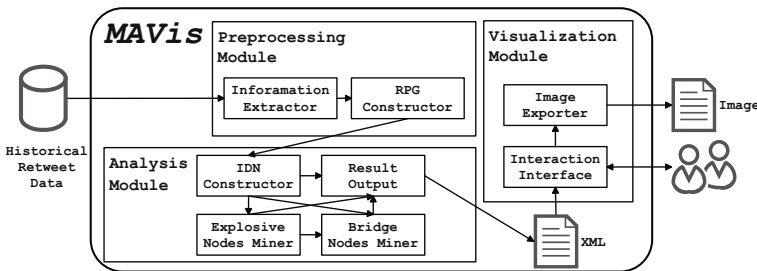 MAVis
Preprocessing
Module
Inforamation
Extractor
RPG
Constructor
Visualization
Module
Image
Exporter
Interaction
Interface
Image
Historical
Retweet
Data
Analysis
Module
IDN
Constructor
Result
Output
Explosive
Nodes Miner
Bridge
Nodes Miner
XML